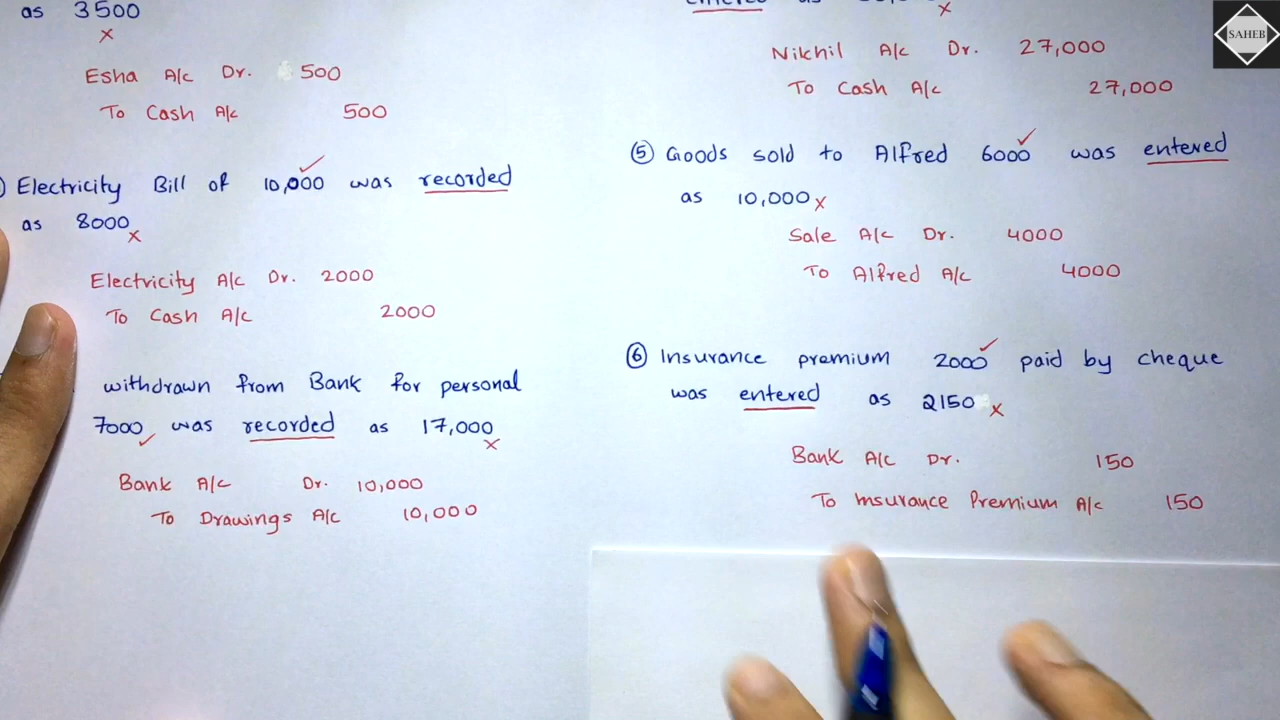 as 3500
x
Esha A/c Dr. 500
To Cash A/c 500
) Electricity Bill of 10,000 was recorded
as 8000 x
Electricity A/c Dr. 2000
To Cash A/c 2000
withdrawn from Bank for personal
7000 was recorded as 17,000
x
Bank A/c Dr. 10,000
To Drawings A/c 10,000
x
Nikhil A/c Dr. 27,000
To Cash A/c 27,000
⑤ Goods sold to Alfred 6000 was entered
as 10,000 x
Sale A/c Dr. 4000
To Alfred A/c 4000
⑥ Insurance premium 2000 paid by cheque
was entered as 2150 x
Bank A/c Dr. 150
To Insurance Premium A/c 150
SAHEB